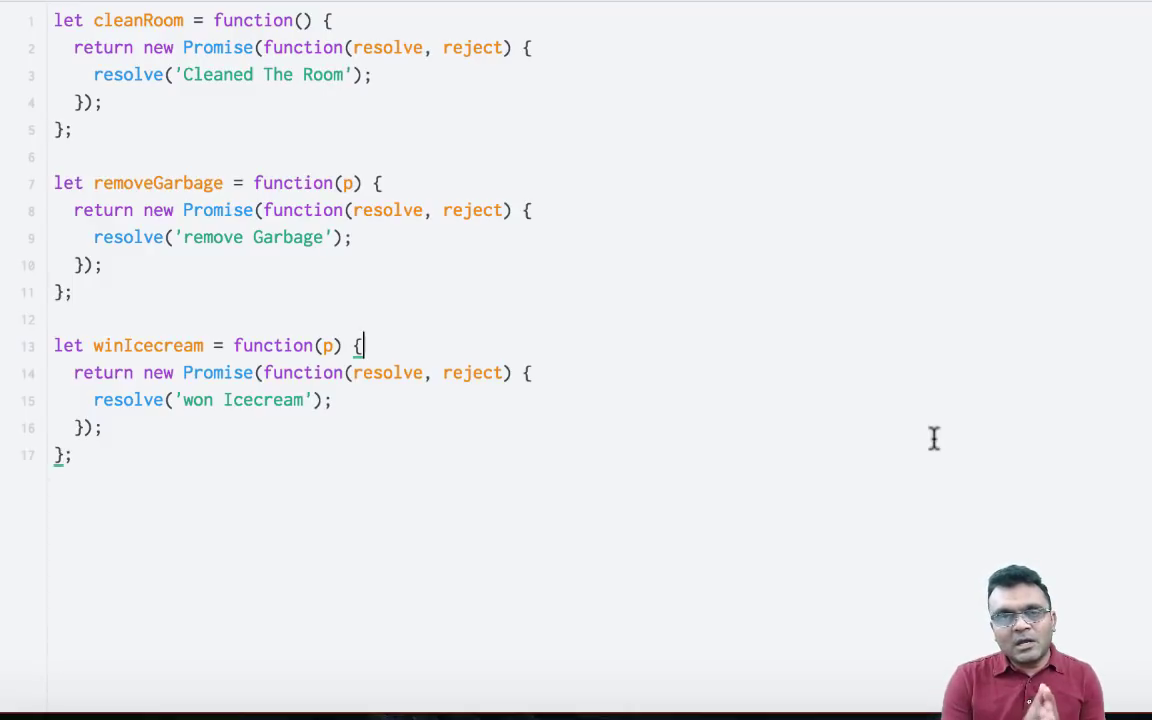 1 let cleanRoom = function() {
2 return new Promise(function(resolve, reject) {
3 resolve('Cleaned The Room');
4 });
5 };
6
7 let removeGarbage = function(p) {
8 return new Promise(function(resolve, reject) {
9 resolve('remove Garbage');
10 });
11 };
12
13 let winIcecream = function(p) {
14 return new Promise(function(resolve, reject) {
15 resolve('won Icecream');
16 });
17 };